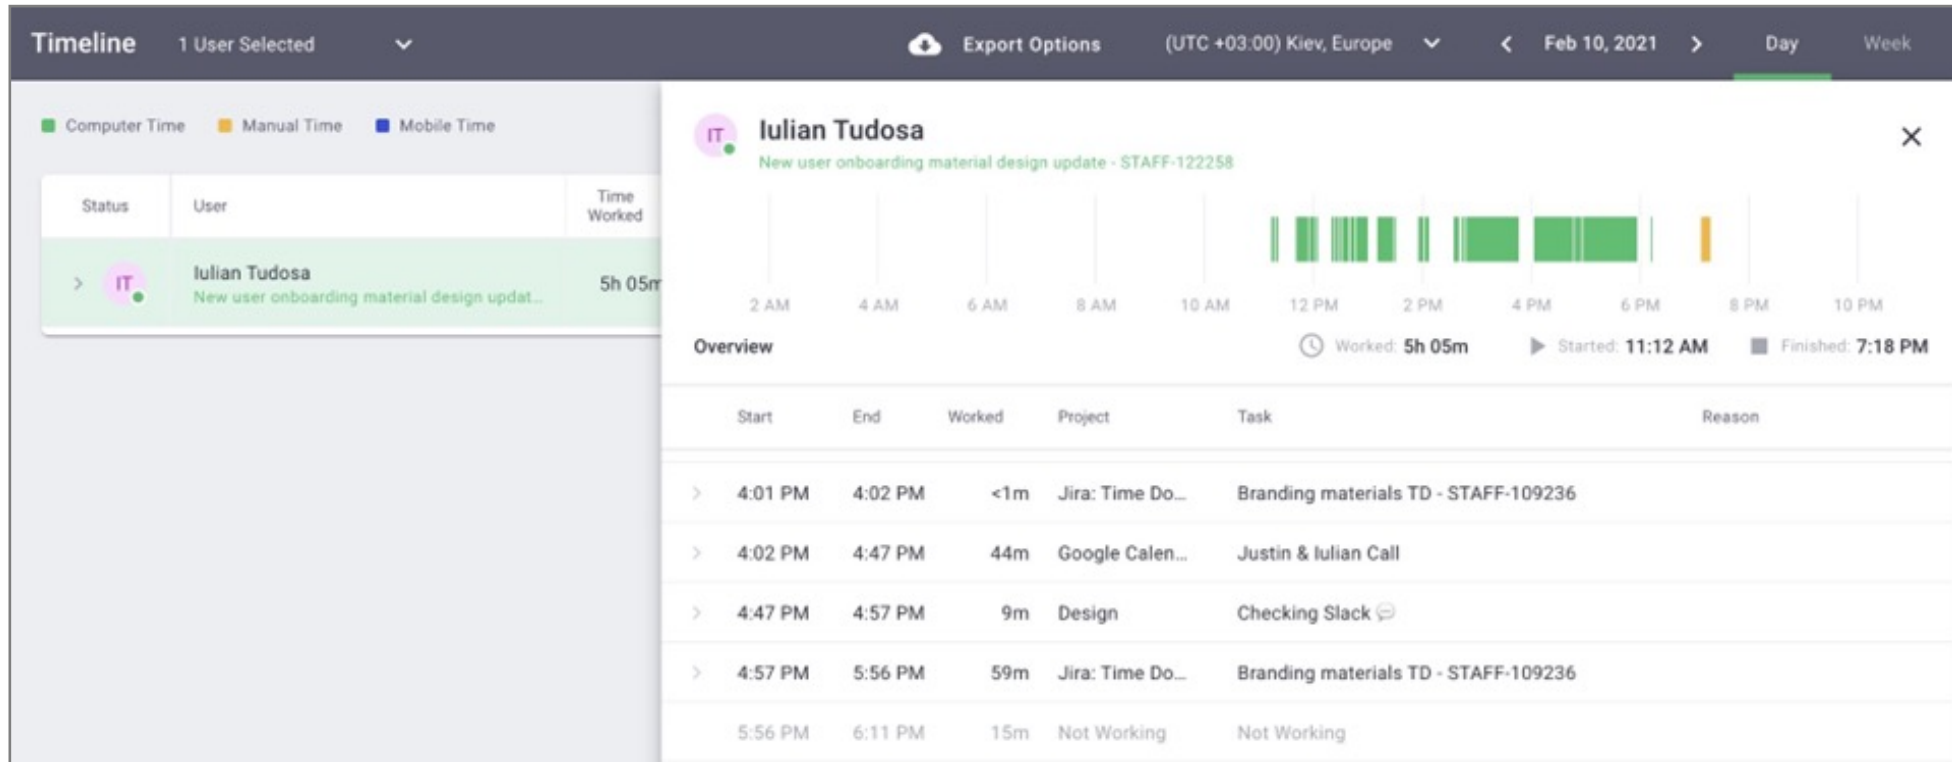 Timeline 1 User Selected Export Options (UTC +03:00) Kiev, Europe Feb 10, 2021 Day Week
Computer Time Manual Time Mobile Time
Status User Time Worked
IT Iulian Tudosa 5h 05m
New user onboarding material design updat...
IT Iulian Tudosa
New user onboarding material design update - STAFF-122258
2 AM 4 AM 6 AM 8 AM 10 AM 12 PM 2 PM 4 PM 6 PM 8 PM 10 PM
Overview Worked: 5h 05m Started: 11:12 AM Finished: 7:18 PM
Start End Worked Project Task Reason
4:01 PM 4:02 PM <1m Jira: Time Do... Branding materials TD - STAFF-109236
4:02 PM 4:47 PM 44m Google Calen... Justin & Iulian Call
4:47 PM 4:57 PM 9m Design Checking Slack 💬
4:57 PM 5:56 PM 59m Jira: Time Do... Branding materials TD - STAFF-109236
5:56 PM 6:11 PM 15m Not Working Not Working